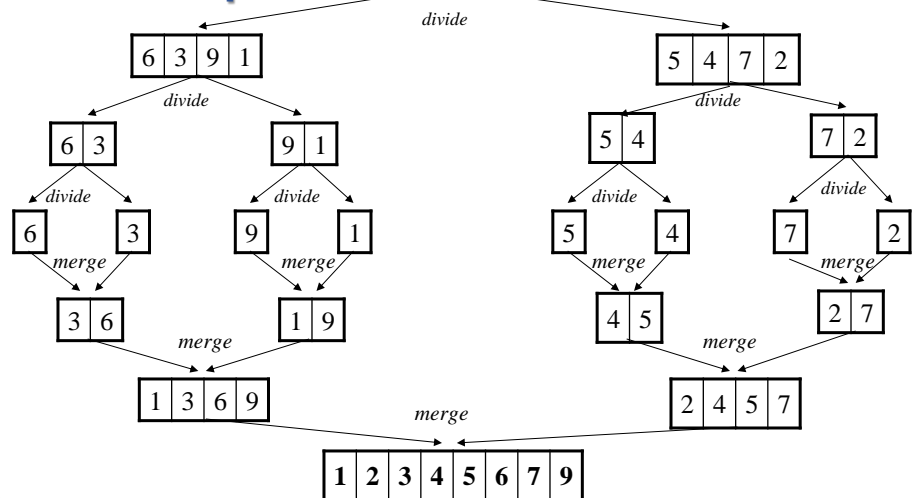 divide
6 3 9 1
5 4 7 2
divide
divide
6 3
9 1
5 4
7 2
divide
divide
divide
divide
6
3
9
1
5
4
7
2
merge
merge
merge
merge
3 6
1 9
4 5
2 7
merge
merge
1 3 6 9
2 4 5 7
merge
1 2 3 4 5 6 7 9